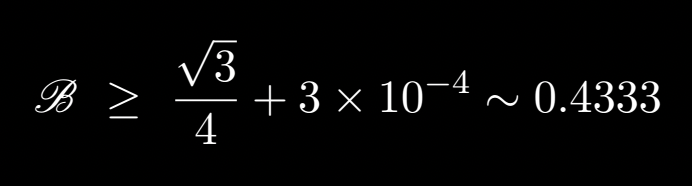 ℬ ≥ √3/4 + 3 × 10⁻⁴ ~ 0.4333